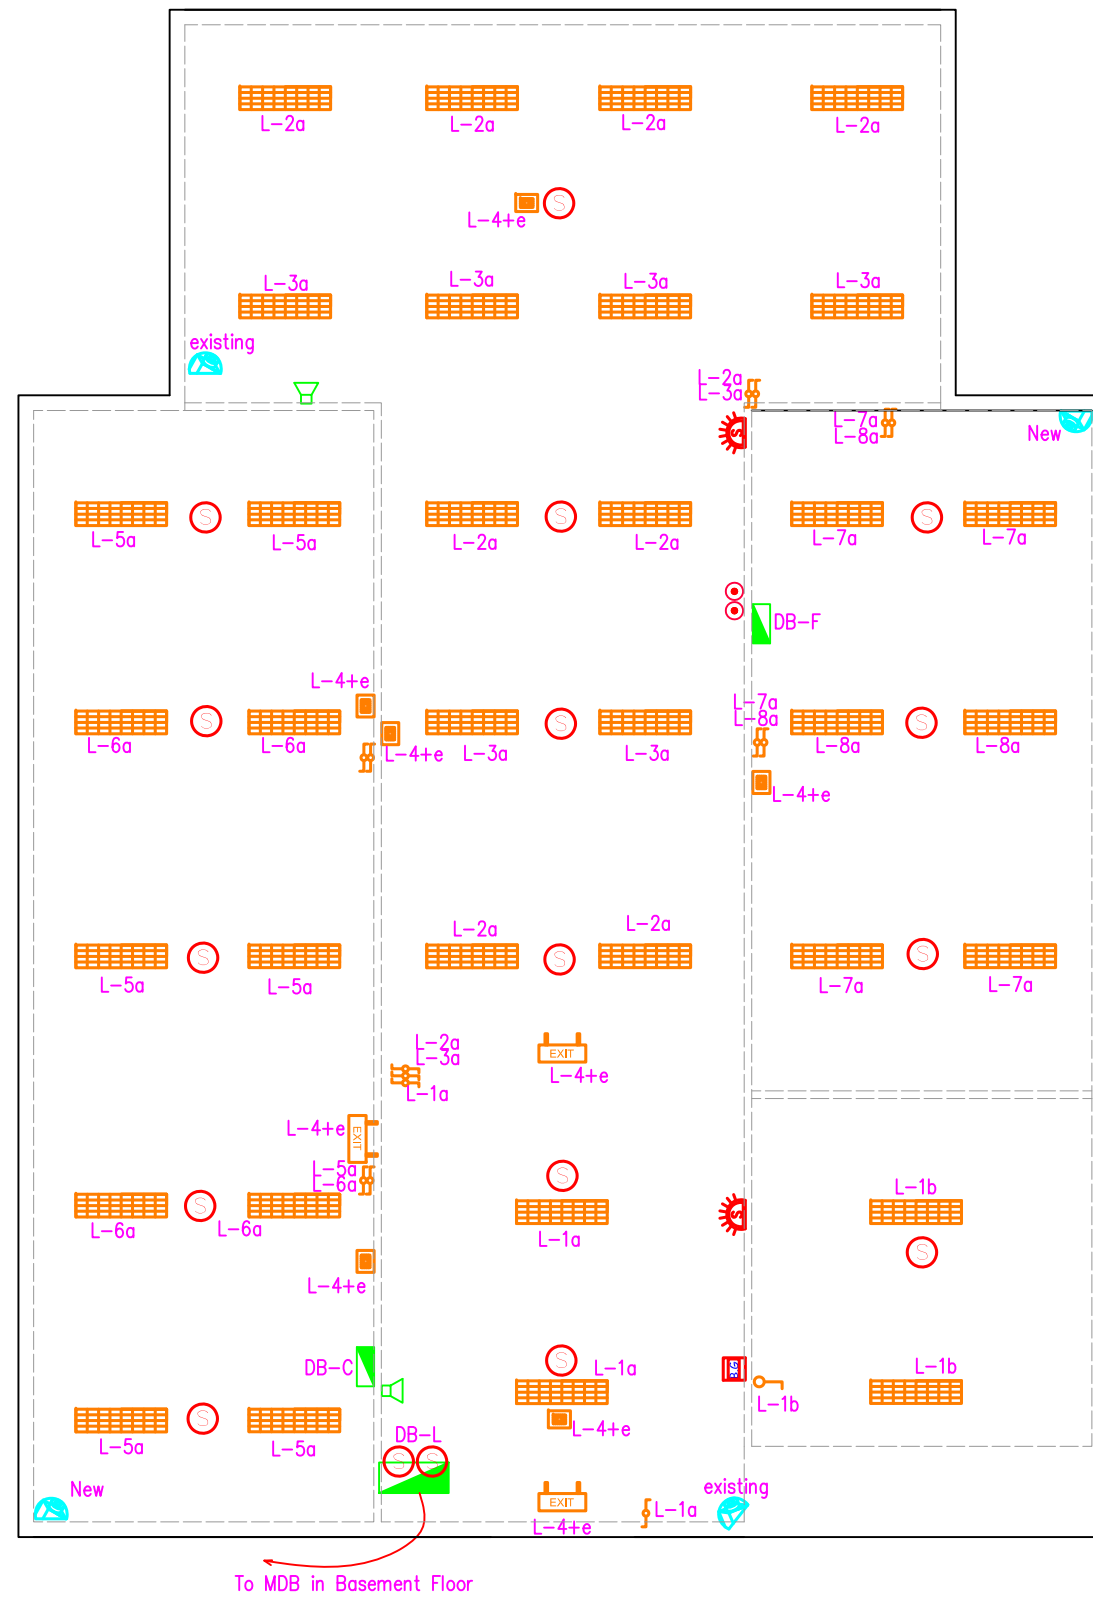 L-2a
L-2a
L-2a
L-2a
S
L-4+e
L-3a
L-3a
L-3a
L-3a
existing
L-2a
L-3a
L-7a
L-8a
New
S
S
S
S
L-5a
L-5a
L-2a
L-2a
L-7a
L-7a
DB-F
L-4+e
L-7a
L-8a
S
S
S
L-6a
L-6a
L-4+e
L-3a
L-3a
L-8a
L-8a
L-4+e
L-2a
L-2a
S
S
S
L-5a
L-5a
L-7a
L-7a
L-2a
L-3a
L-1a
EXIT
L-4+e
L-4+e
EXIT
L-5a
L-6a
S
L-1b
S
L-6a
L-6a
S
L-1a
S
L-4+e
DB-C
S
L-1a
B.G
L-1b
L-1b
S
L-5a
L-5a
L-4+e
DB-L
S
S
New
existing
EXIT
L-1a
L-4+e
To MDB in Basement Floor